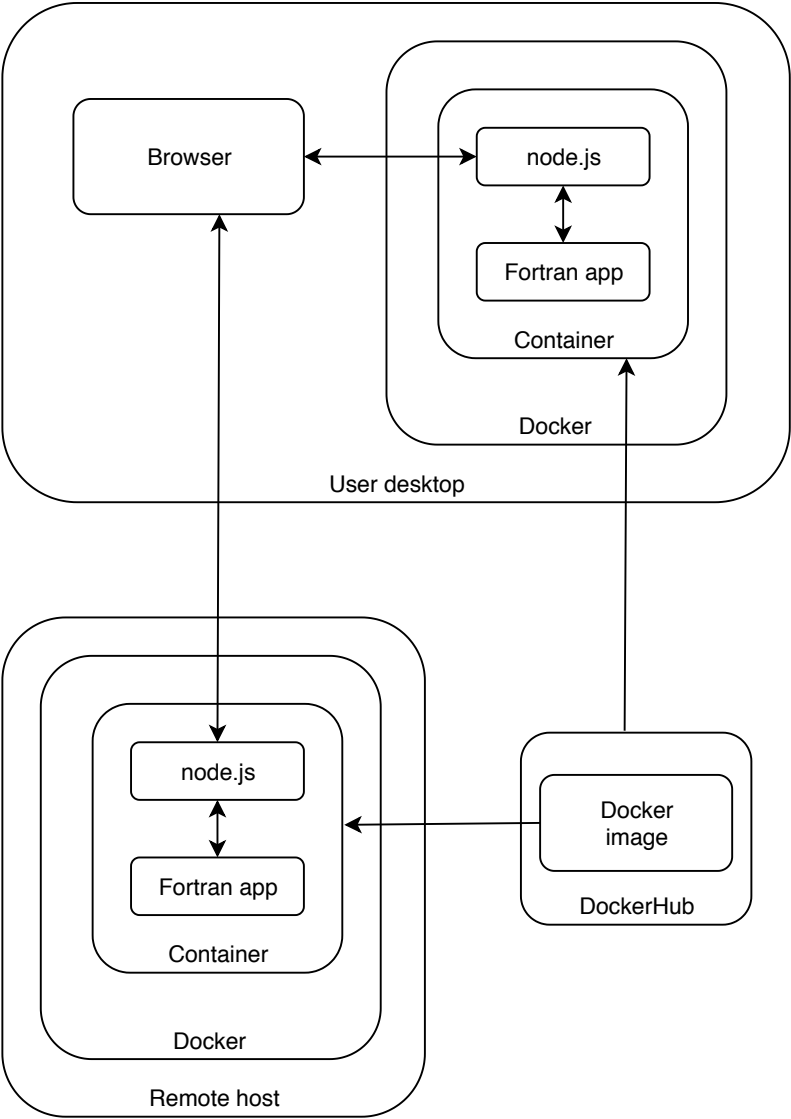 Browser
node.js
Fortran app
Container
Docker
User desktop
node.js
Fortran app
Container
Docker
Remote host
Docker
image
DockerHub